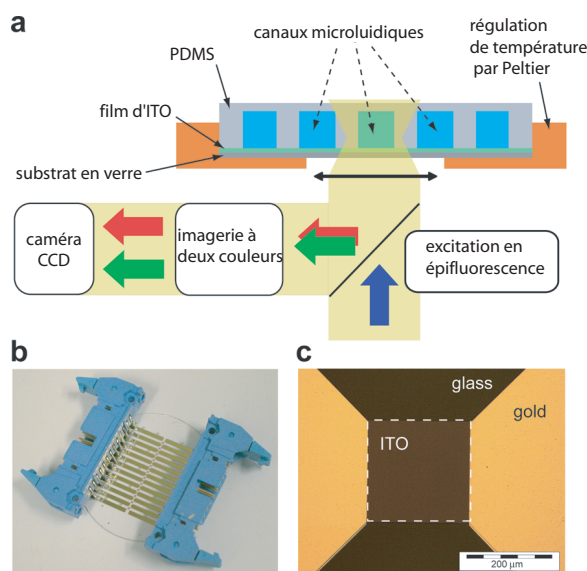 a
canaux microluidiques
régulation
de température
par Peltier
PDMS
film d'ITO
substrat en verre
caméra
CCD
imagerie à
deux couleurs
excitation en
épifluorescence
b
c
glass
gold
ITO
200 µm